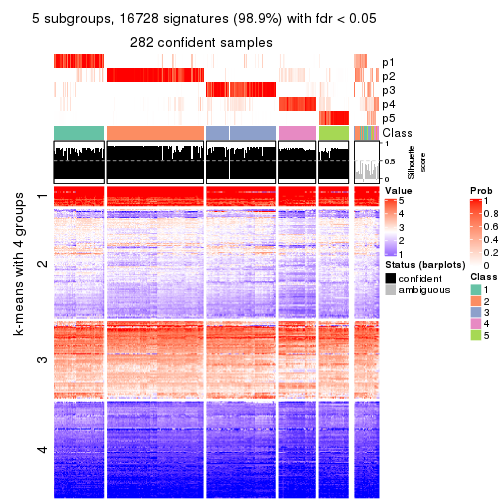 5 subgroups, 16728 signatures (98.9%) with fdr < 0.05
282 confident samples
p1
p2
p3
p4
p5
Class
1
0.5
0
Silhouette
score
k-means with 4 groups
1
2
3
4
Value
5
4
3
2
1
Status (barplots)
confident
ambiguous
Prob
1
0.8
0.6
0.4
0.2
0
Class
1
2
3
4
5